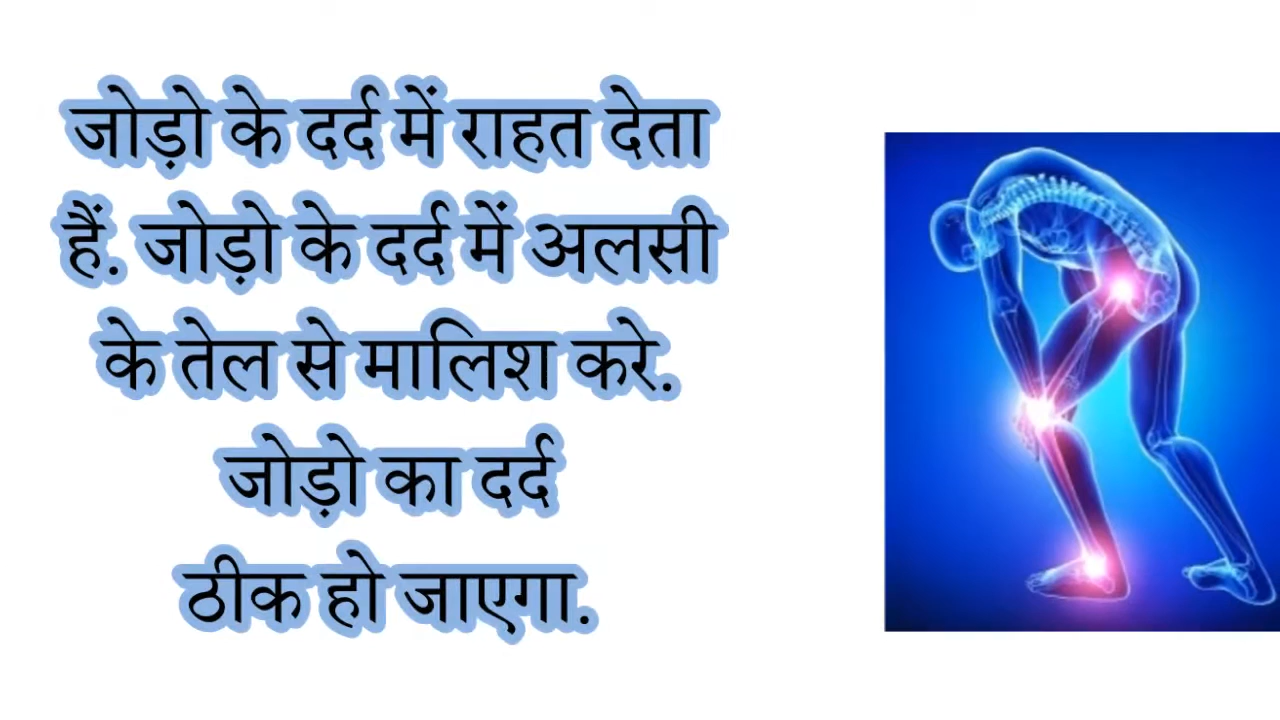 जोड़ो के दर्द में राहत देता
हैं. जोड़ो के दर्द में अलसी
के तेल से मालिश करे.
जोड़ो का दर्द
ठीक हो जाएगा.